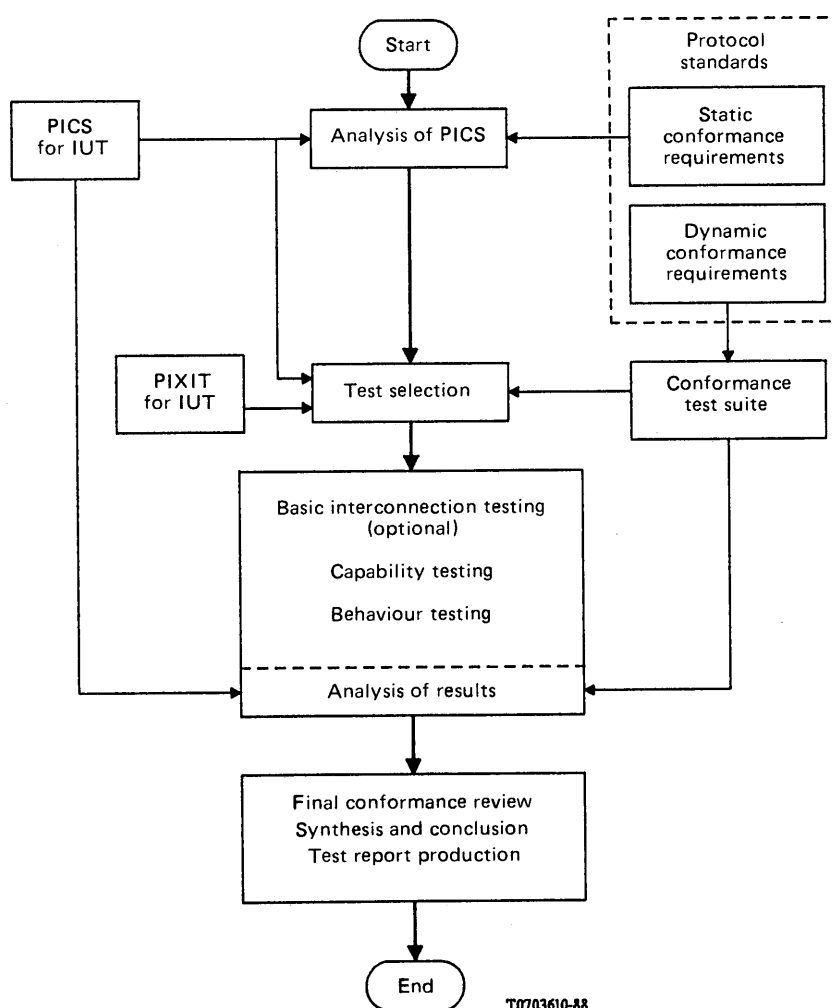 Start
Protocol
standards
PICS
for IUT
Analysis of PICS
Static
conformance
requirements
Dynamic
conformance
requirements
PIXIT
for IUT
Test selection
Conformance
test suite
Basic interconnection testing
(optional)
Capability testing
Behaviour testing
Analysis of results
Final conformance review
Synthesis and conclusion
Test report production
End
T0703610-88